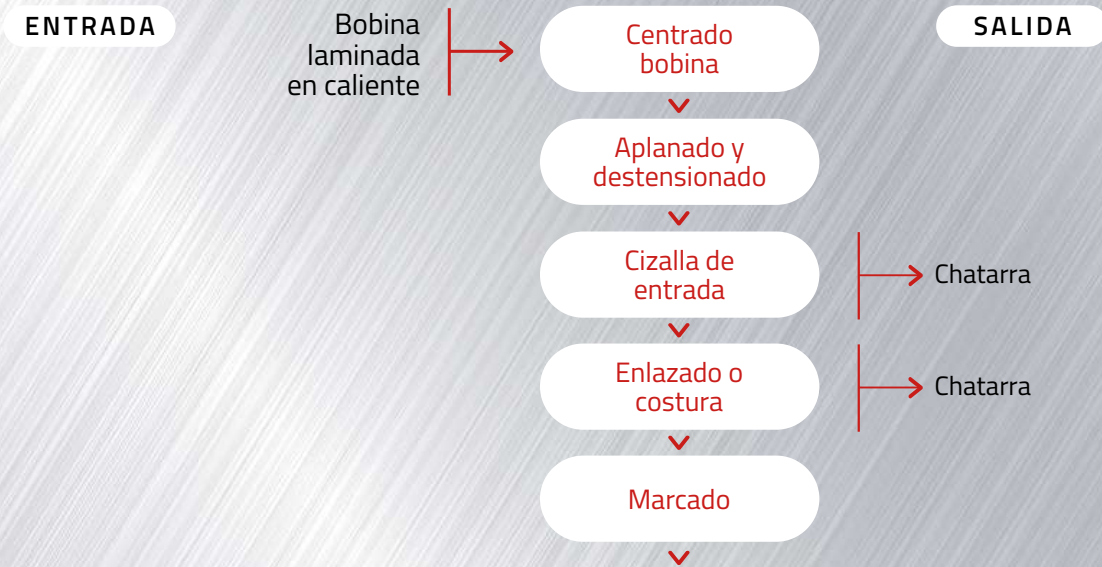 ENTRADA
SALIDA
Bobina
laminada
en caliente
Centrado
bobina
Aplanado y
destensionado
Cizalla de
entrada
Chatarra
Enlazado o
costura
Chatarra
Marcado